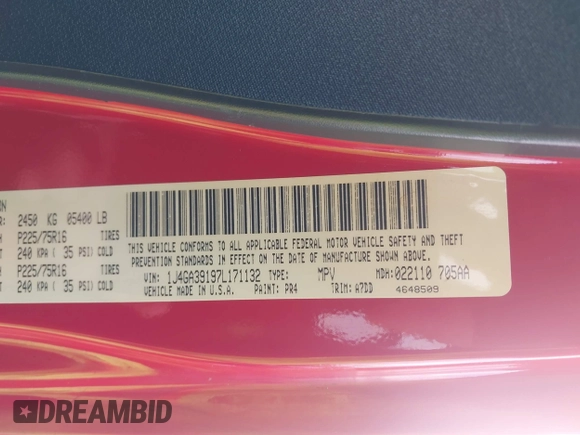 ON
R: 2450 KG 05400 LB
H P225/75R16 TIRES
240 KPA ( 35 PSI) COLD
H P225/75R16 TIRES
240 KPA ( 35 PSI) COLD
THIS VEHICLE CONFORMS TO ALL APPLICABLE FEDERAL MOTOR VEHICLE SAFETY AND THEFT
PREVENTION STANDARDS IN EFFECT ON THE DATE OF MANUFACTURE SHOWN ABOVE.
VIN: 1J4GA39197L171132 TYPE: MPV MDH: 022110 705AA
VEHICLE MADE IN U.S.A. PAINT: PR4 TRIM: A7DD 4648509
DREAMBID